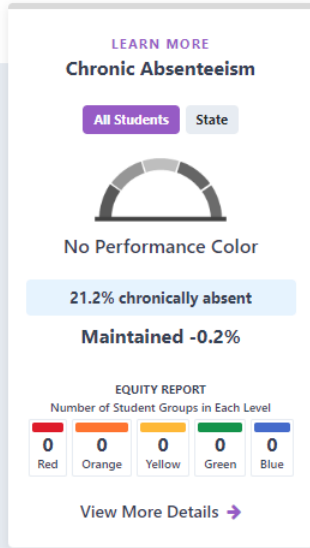 LEARN MORE
Chronic Absenteeism
All Students State
No Performance Color
21.2% chronically absent
Maintained -0.2%
EQUITY REPORT
Number of Student Groups in Each Level
0 0 0 0 0
Red Orange Yellow Green Blue
View More Details